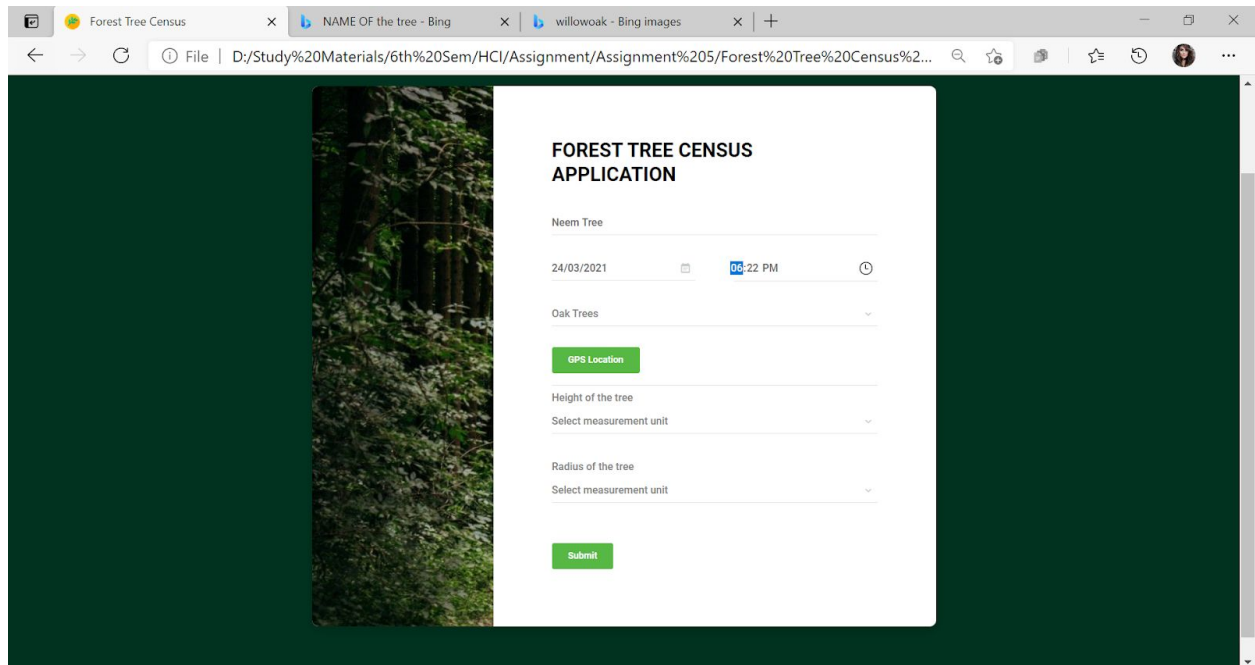 Forest Tree Census
NAME OF the tree - Bing
willowoak - Bing images
File
D:/Study%20Materials/6th%20Sem/HCI/Assignment/Assignment%205/Forest%20Tree%20Census%2...
FOREST TREE CENSUS
APPLICATION
Neem Tree
24/03/2021
06:22 PM
Oak Trees
GPS Location
Height of the tree
Select measurement unit
Radius of the tree
Select measurement unit
Submit